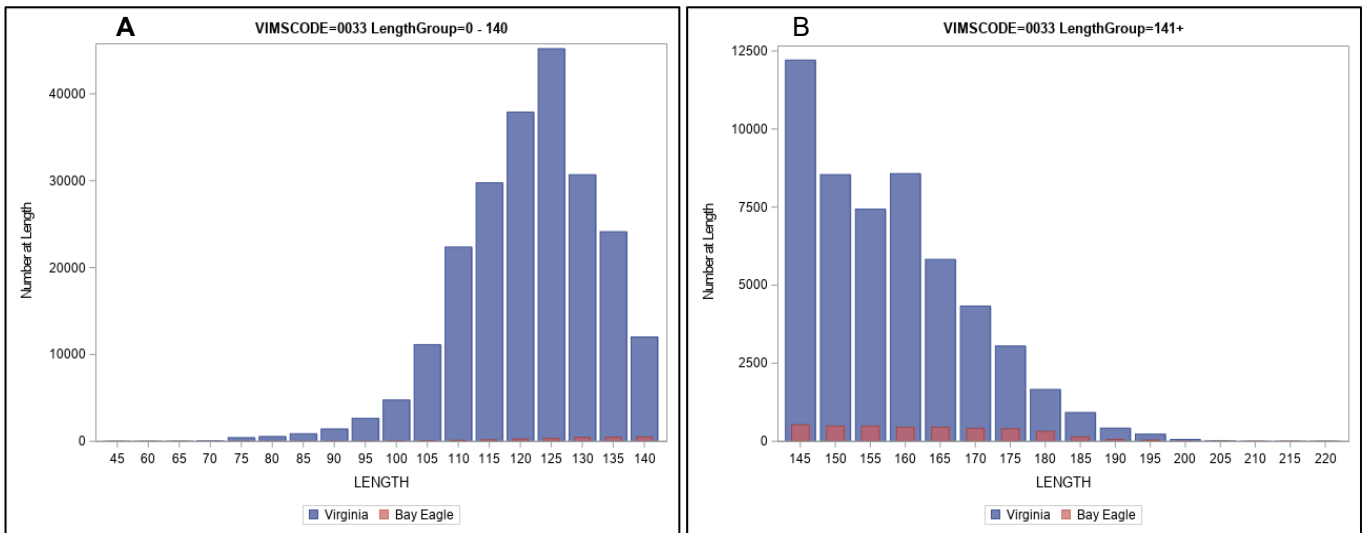 A
VIMSCODE=0033 LengthGroup=0 - 140
Number at Length
40000
30000
20000
10000
0
45 60 65 70 75 80 85 90 95 100 105 110 115 120 125 130 135 140
LENGTH
Virginia Bay Eagle
B
VIMSCODE=0033 LengthGroup=141+
Number at Length
12500
10000
7500
5000
2500
0
145 150 155 160 165 170 175 180 185 190 195 200 205 210 215 220
LENGTH
Virginia Bay Eagle